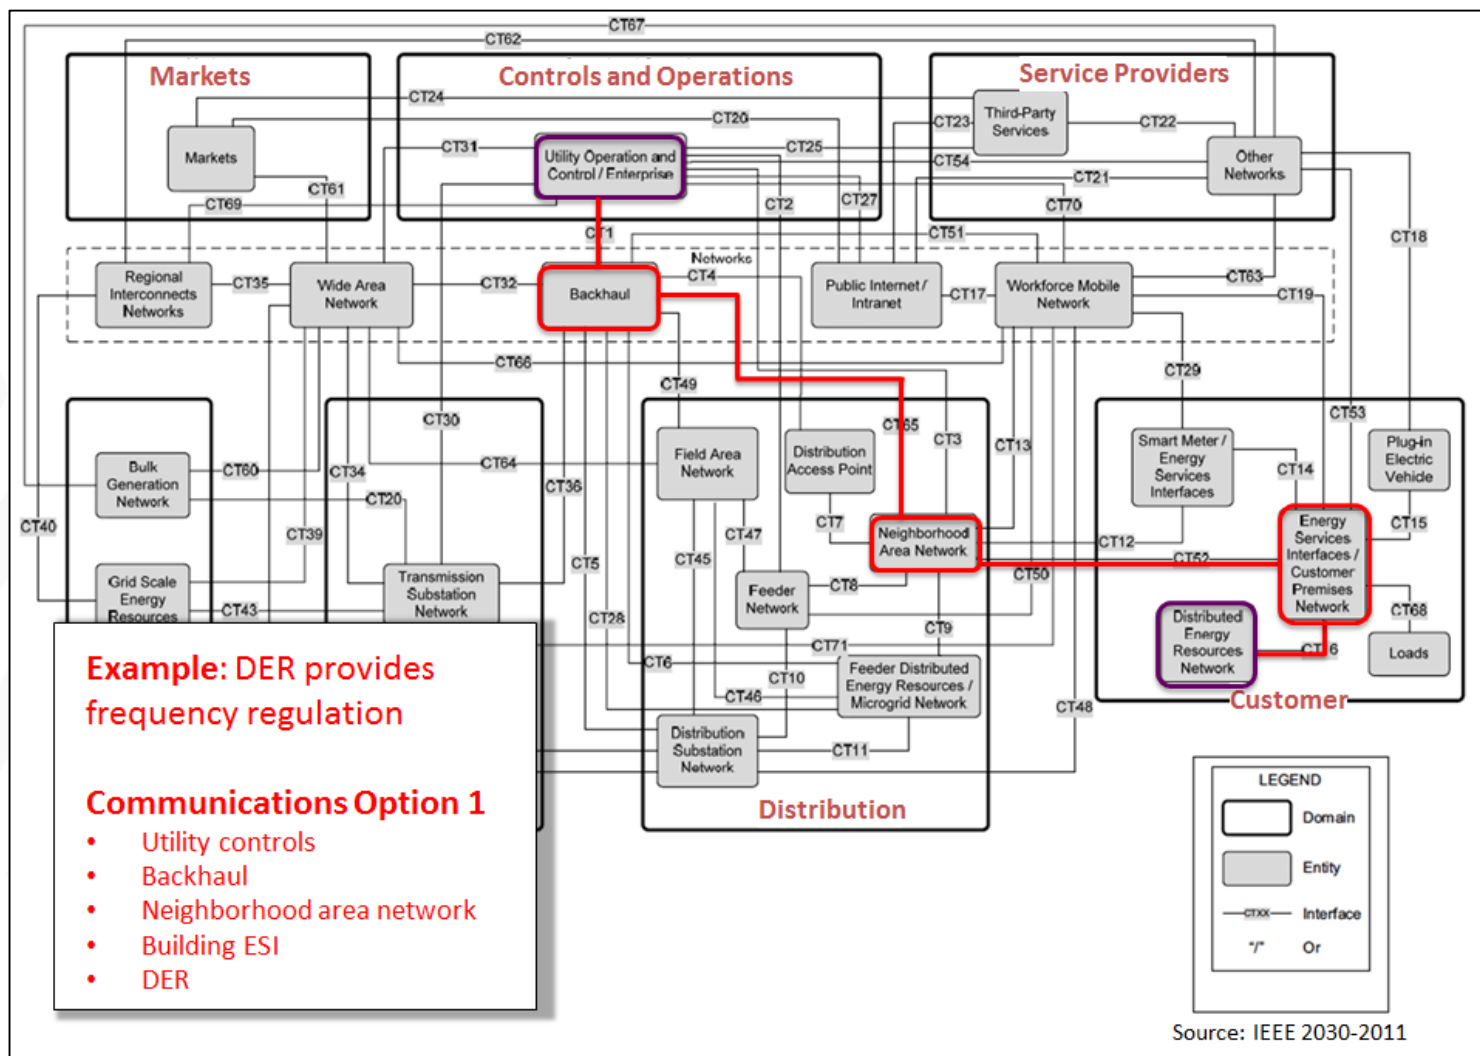 CT67
CT62
Markets
Controls and Operations
Service Providers
CT24
CT20
CT31
CT25
CT23
Third-Party
Services
CT22
Markets
Utility Operation and
Control / Enterprise
CT54
Other
Networks
CT61
CT21
CT69
CT2
CT27
CT70
CT1
CT51
CT18
Networks
Regional
Interconnects
Networks
CT35
Wide Area
Network
CT32
Backhaul
CT4
Public Internet /
Intranet
CT17
Workforce Mobile
Network
CT63
CT19
CT66
CT49
CT29
CT30
CT65
CT3
CT13
CT53
Bulk
Generation
Network
CT60
CT34
CT64
CT36
Field Area
Network
Distribution
Access Point
Smart Meter /
Energy
Services
Interfaces
CT14
Plug-in
Electric
Vehicle
CT20
CT40
CT39
CT7
CT47
Neighborhood
Area Network
CT12
CT52
Energy
Services
Interfaces /
Customer
Premises
Network
CT15
CT5
CT45
CT50
Grid Scale
Energy
Resources
CT43
Transmission
Substation
Network
Feeder
Network
CT8
CT28
CT9
CT68
Distributed
Energy
Resources
Network
Loads
CT71
CT6
CT10
CT46
Feeder Distributed
Energy Resources /
Microgrid Network
CT48
Customer
Distribution
Substation
Network
CT11
Distribution
Example: DER provides
frequency regulation
Communications Option 1
• Utility controls
• Backhaul
• Neighborhood area network
• Building ESI
• DER
LEGEND
Domain
Entity
CTXX
Interface
"/"
Or
Source: IEEE 2030-2011